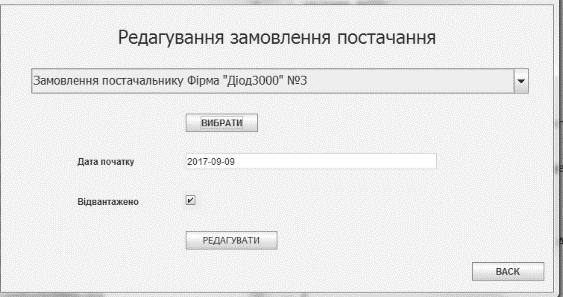 Редагування замовлення постачання
Замовлення постачальнику Фірма "Діод3000" №3
ВИБРАТИ
Дата початку 2017-09-09
Відвантажено
РЕДАГУВАТИ
BACK